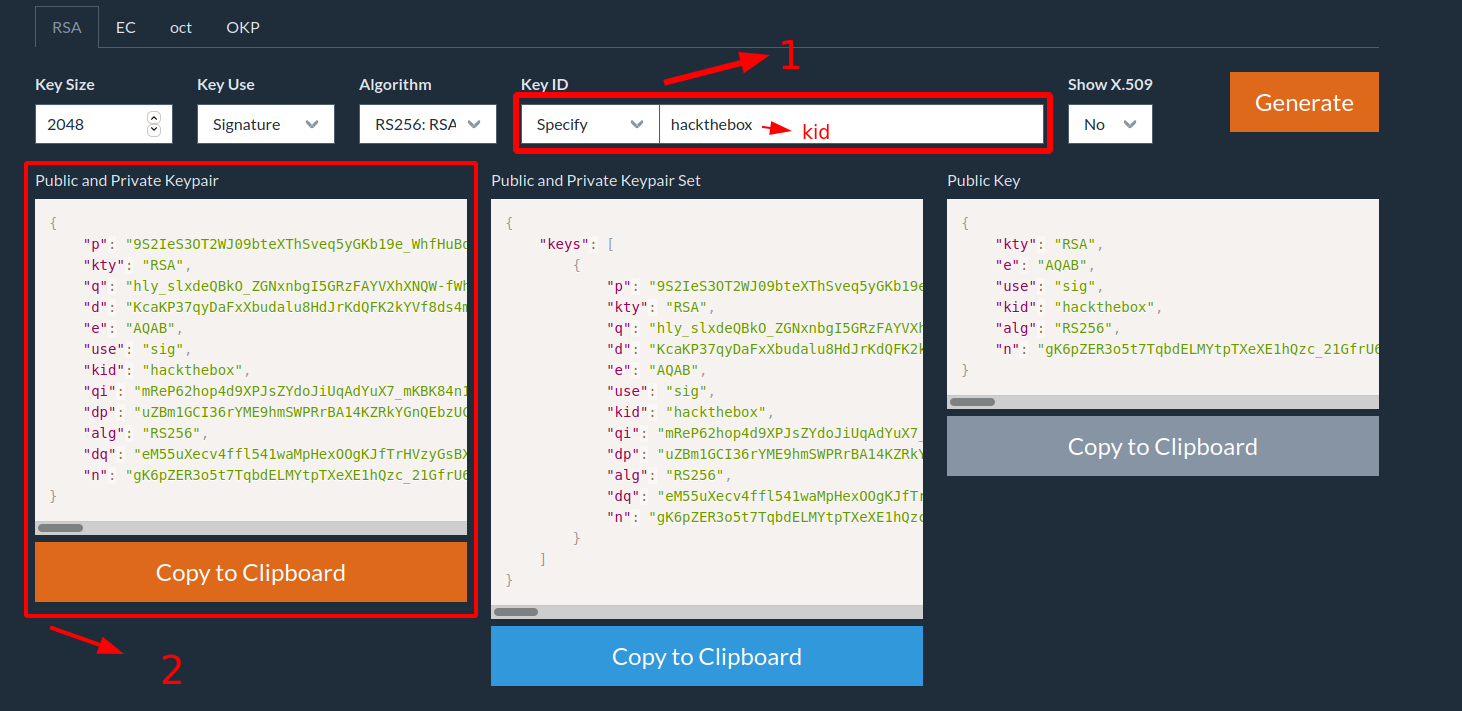 RSA EC oct OKP
1
Key Size Key Use Algorithm Key ID Show X.509
2048 Signature RS256: RSA Specify hackthebox kid No Generate
Public and Private Keypair
{
"p": "9S2IeS3OT2WJ09bteXThSveq5yGKb19e_WhfHuBc
"kty": "RSA",
"q": "hly_slxdeQBkO_ZGNxnbgI5GRzFAYVXhXNQW-fWh
"d": "KcaKP37qyDaFxXbudalu8HdJrKdQFK2kYVf8ds4m
"e": "AQAB",
"use": "sig",
"kid": "hackthebox",
"qi": "mReP62hop4d9XPJsZYdoJiUqAdYuX7_mKBK84n1
"dp": "uZBm1GCI36rYME9hmSWPRrBA14KZRkYGnQEbzUC
"alg": "RS256",
"dq": "eM55uXecv4ffl541waMpHexOOgKJfTrHVzyGsBX
"n": "gK6pZER3o5t7TqbdELMYtpTXeXE1hQzc_21GfrU6
}
Copy to Clipboard
2
Public and Private Keypair Set
{
"keys": [
{
"p": "9S2IeS3OT2WJ09bteXThSveq5yGKb19e
"kty": "RSA",
"q": "hly_slxdeQBkO_ZGNxnbgI5GRzFAYVXh
"d": "KcaKP37qyDaFxXbudalu8HdJrKdQFK2k
"e": "AQAB",
"use": "sig",
"kid": "hackthebox",
"qi": "mReP62hop4d9XPJsZYdoJiUqAdYuX7_
"dp": "uZBm1GCI36rYME9hmSWPRrBA14KZRkY
"alg": "RS256",
"dq": "eM55uXecv4ffl541waMpHexOOgKJfTr
"n": "gK6pZER3o5t7TqbdELMYtpTXeXE1hQzc
}
]
}
Copy to Clipboard
Public Key
{
"kty": "RSA",
"e": "AQAB",
"use": "sig",
"kid": "hackthebox",
"alg": "RS256",
"n": "gK6pZER3o5t7TqbdELMYtpTXeXE1hQzc_21GfrU6
}
Copy to Clipboard